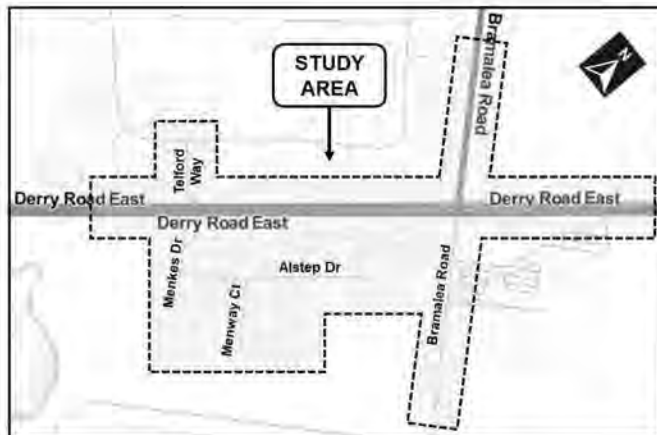 Bramalea Road
N
STUDY
AREA
Telford
Way
Derry Road East
Derry Road East
Derry Road East
Menkes Dr
Menway Ct
Alstep Dr
Bramalea Road